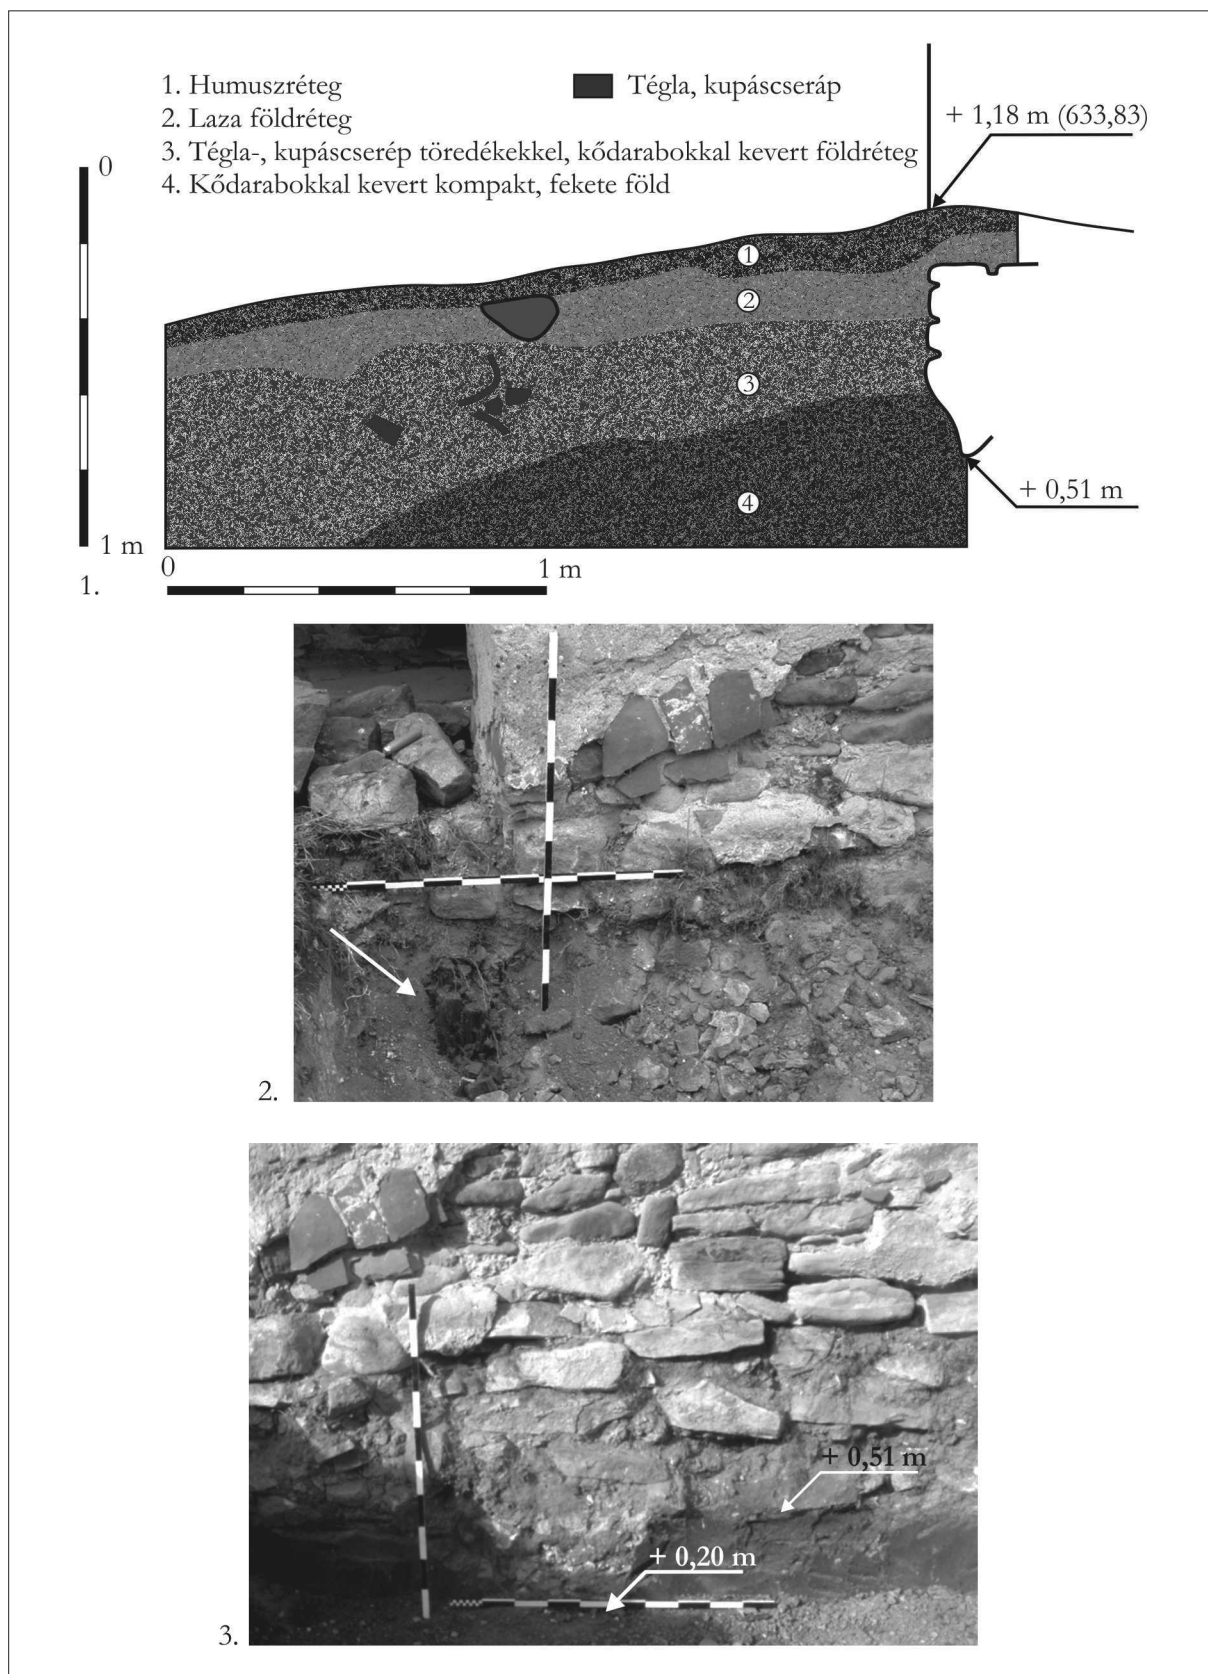 1. Humuszréteg
2. Laza földréteg
3. Tégla-, kupáscserép töredékekkel, kődarabokkal kevert földréteg
4. Kődarabokkal kevert kompakt, fekete föld
Tégla, kupáscseráp
+ 1,18 m (633,83)
0
1
2
3
4
+ 0,51 m
1 m
0
1 m
1.
2.
+ 0,51 m
+ 0,20 m
3.